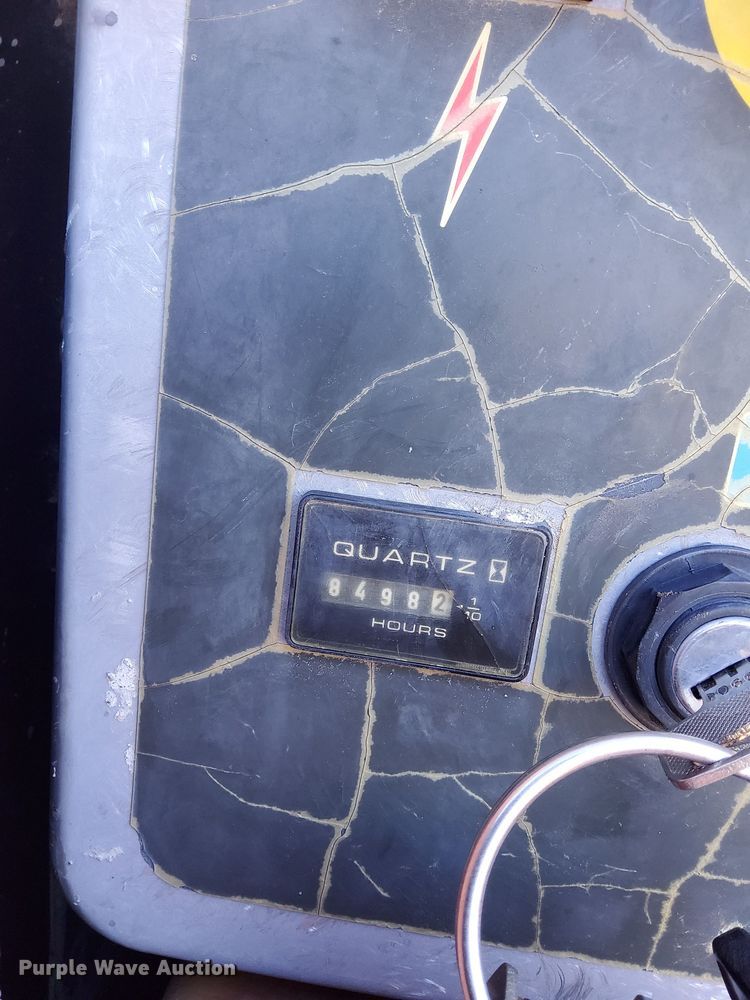 QUARTZ
84982 1/10
HOURS
Purple Wave Auction